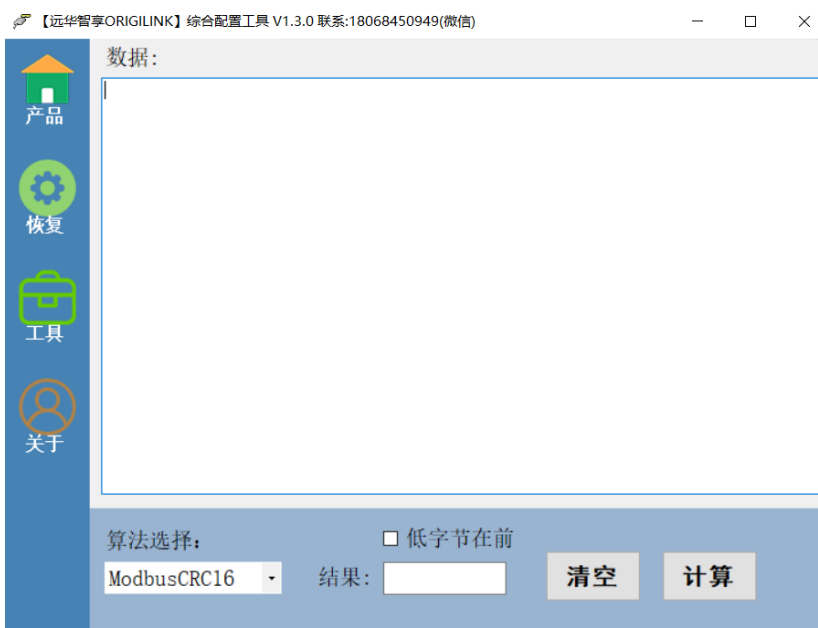 【远华智享ORIGILINK】综合配置工具 V1.3.0 联系:18068450949(微信)
数据:
产品
恢复
工具
关于
算法选择:
低字节在前
ModbusCRC16
结果:
清空
计算